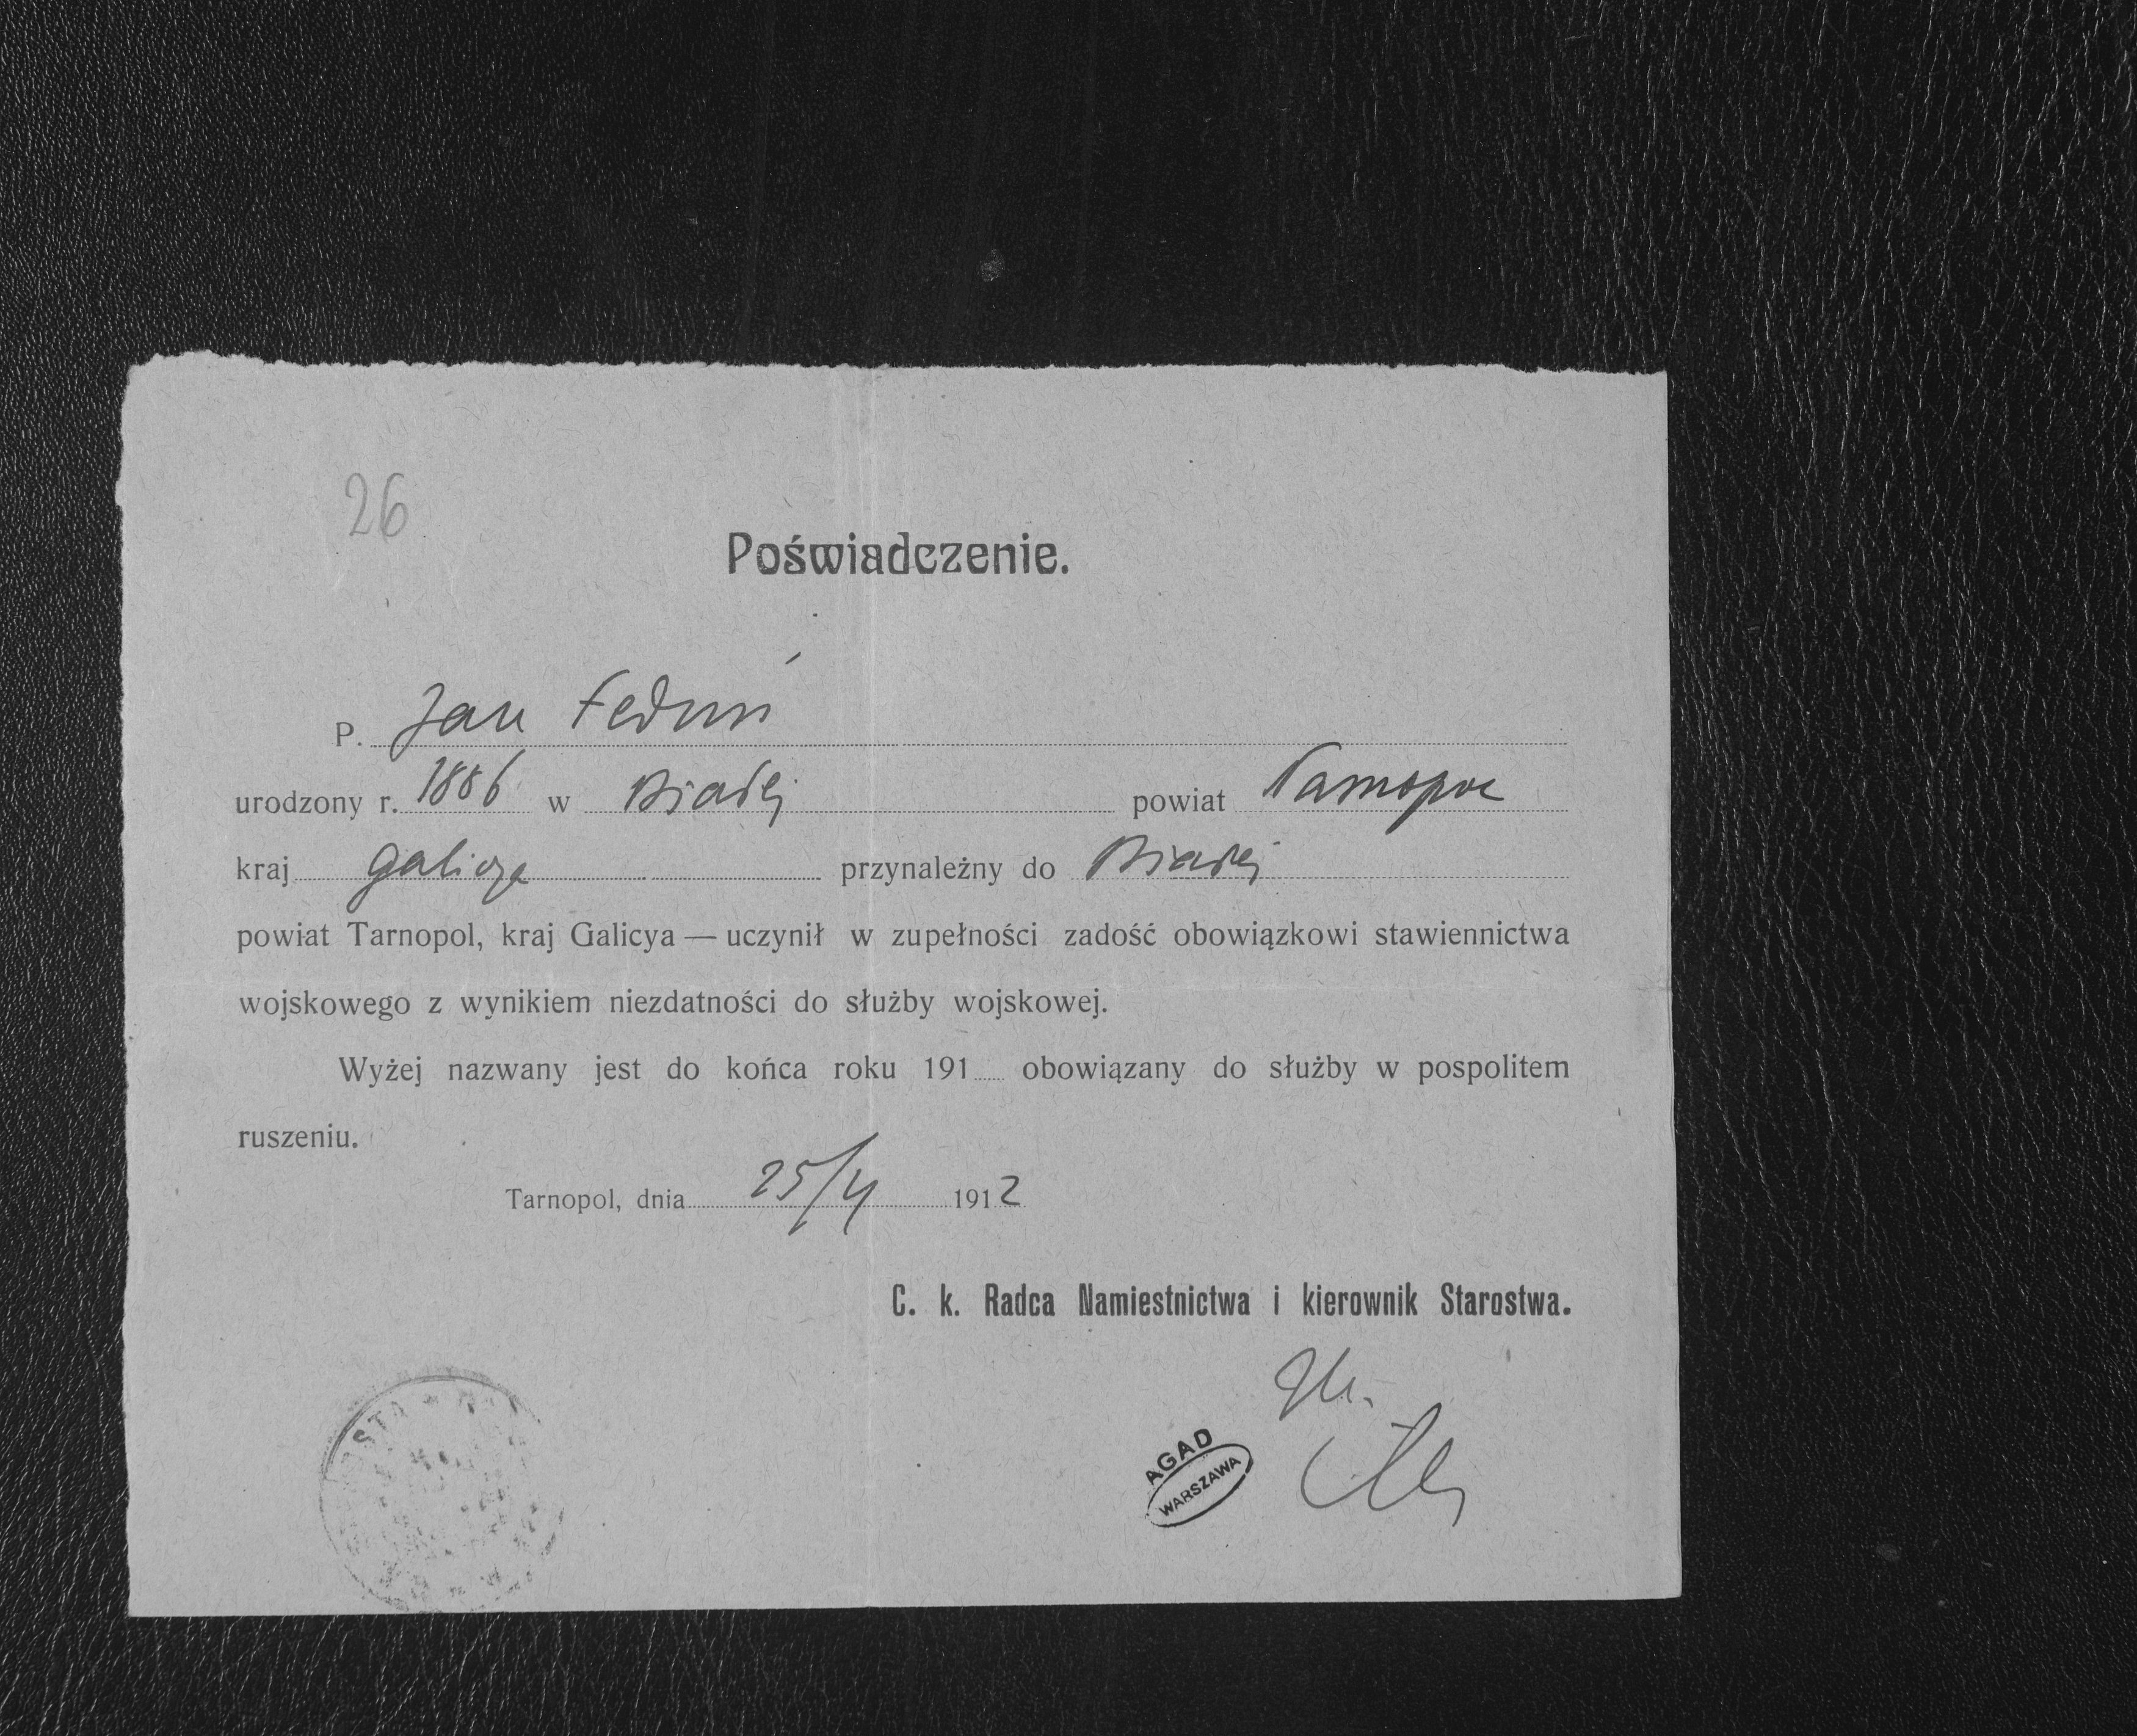 26
Poświadczenie.
P. Jan Feduś
urodzony r. 1886 w Białej powiat Tarnopol
kraj Galicya przynależny do Białej
powiat Tarnopol, kraj Galicya — uczynił w zupełności zadość obowiązkowi stawiennictwa
wojskowego z wynikiem niezdatności do służby wojskowej.
Wyżej nazwany jest do końca roku 191 obowiązany do służby w pospolitem
ruszeniu.
Tarnopol, dnia 25/4 1912
C. k. Radca Namiestnictwa i kierownik Starostwa.
AGAD
WARSZAWA